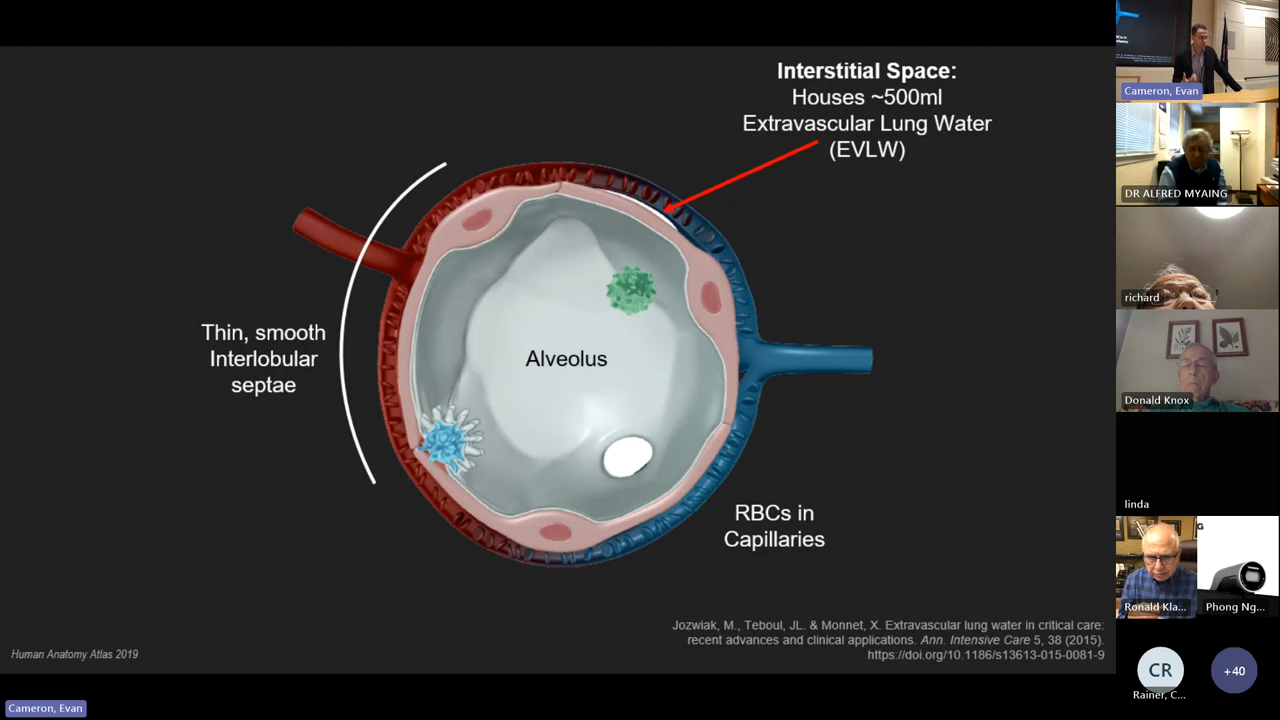 Interstitial Space:
Houses ~500ml
Extravascular Lung Water
(EVLW)
Thin, smooth
Interlobular
septae
Alveolus
RBCs in
Capillaries
Jozwiak, M., Teboul, JL. & Monnet, X. Extravascular lung water in critical care:
recent advances and clinical applications. Ann. Intensive Care 5, 38 (2015).
https://doi.org/10.1186/s13613-015-0081-9
Human Anatomy Atlas 2019
Cameron, Evan
Cameron, Evan
DR ALFRED MYAING
richard
Donald Knox
linda
Ronald Kla...
Phong Ng...
CR
Rainer, C...
+40